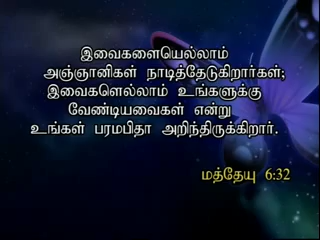 இவைகளையெல்லாம்
அஞ்ஞானிகள் நாடித்தேடுகிறார்கள்;
இவைகளெல்லாம் உங்களுக்கு
வேண்டியவைகள் என்று
உங்கள் பரமபிதா அறிந்திருக்கிறார்.
மத்தேயு 6:32